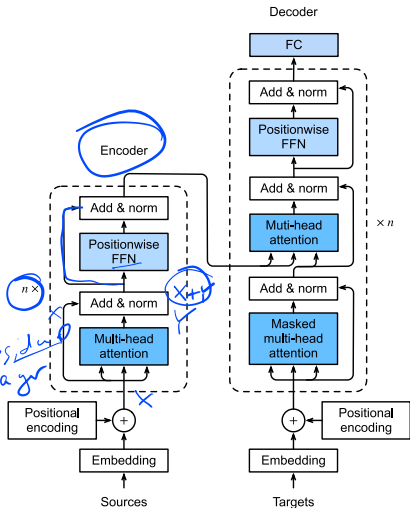 Decoder
FC
Add & norm
Positionwise
FFN
Add & norm
Muti-head
attention
× n
Add & norm
Masked
multi-head
attention
Positional
encoding
Embedding
Targets
Encoder
Add & norm
Positionwise
FFN
n ×
Add & norm
X+Y
X
Y
Multi-head
attention
X
Positional
encoding
Embedding
Sources